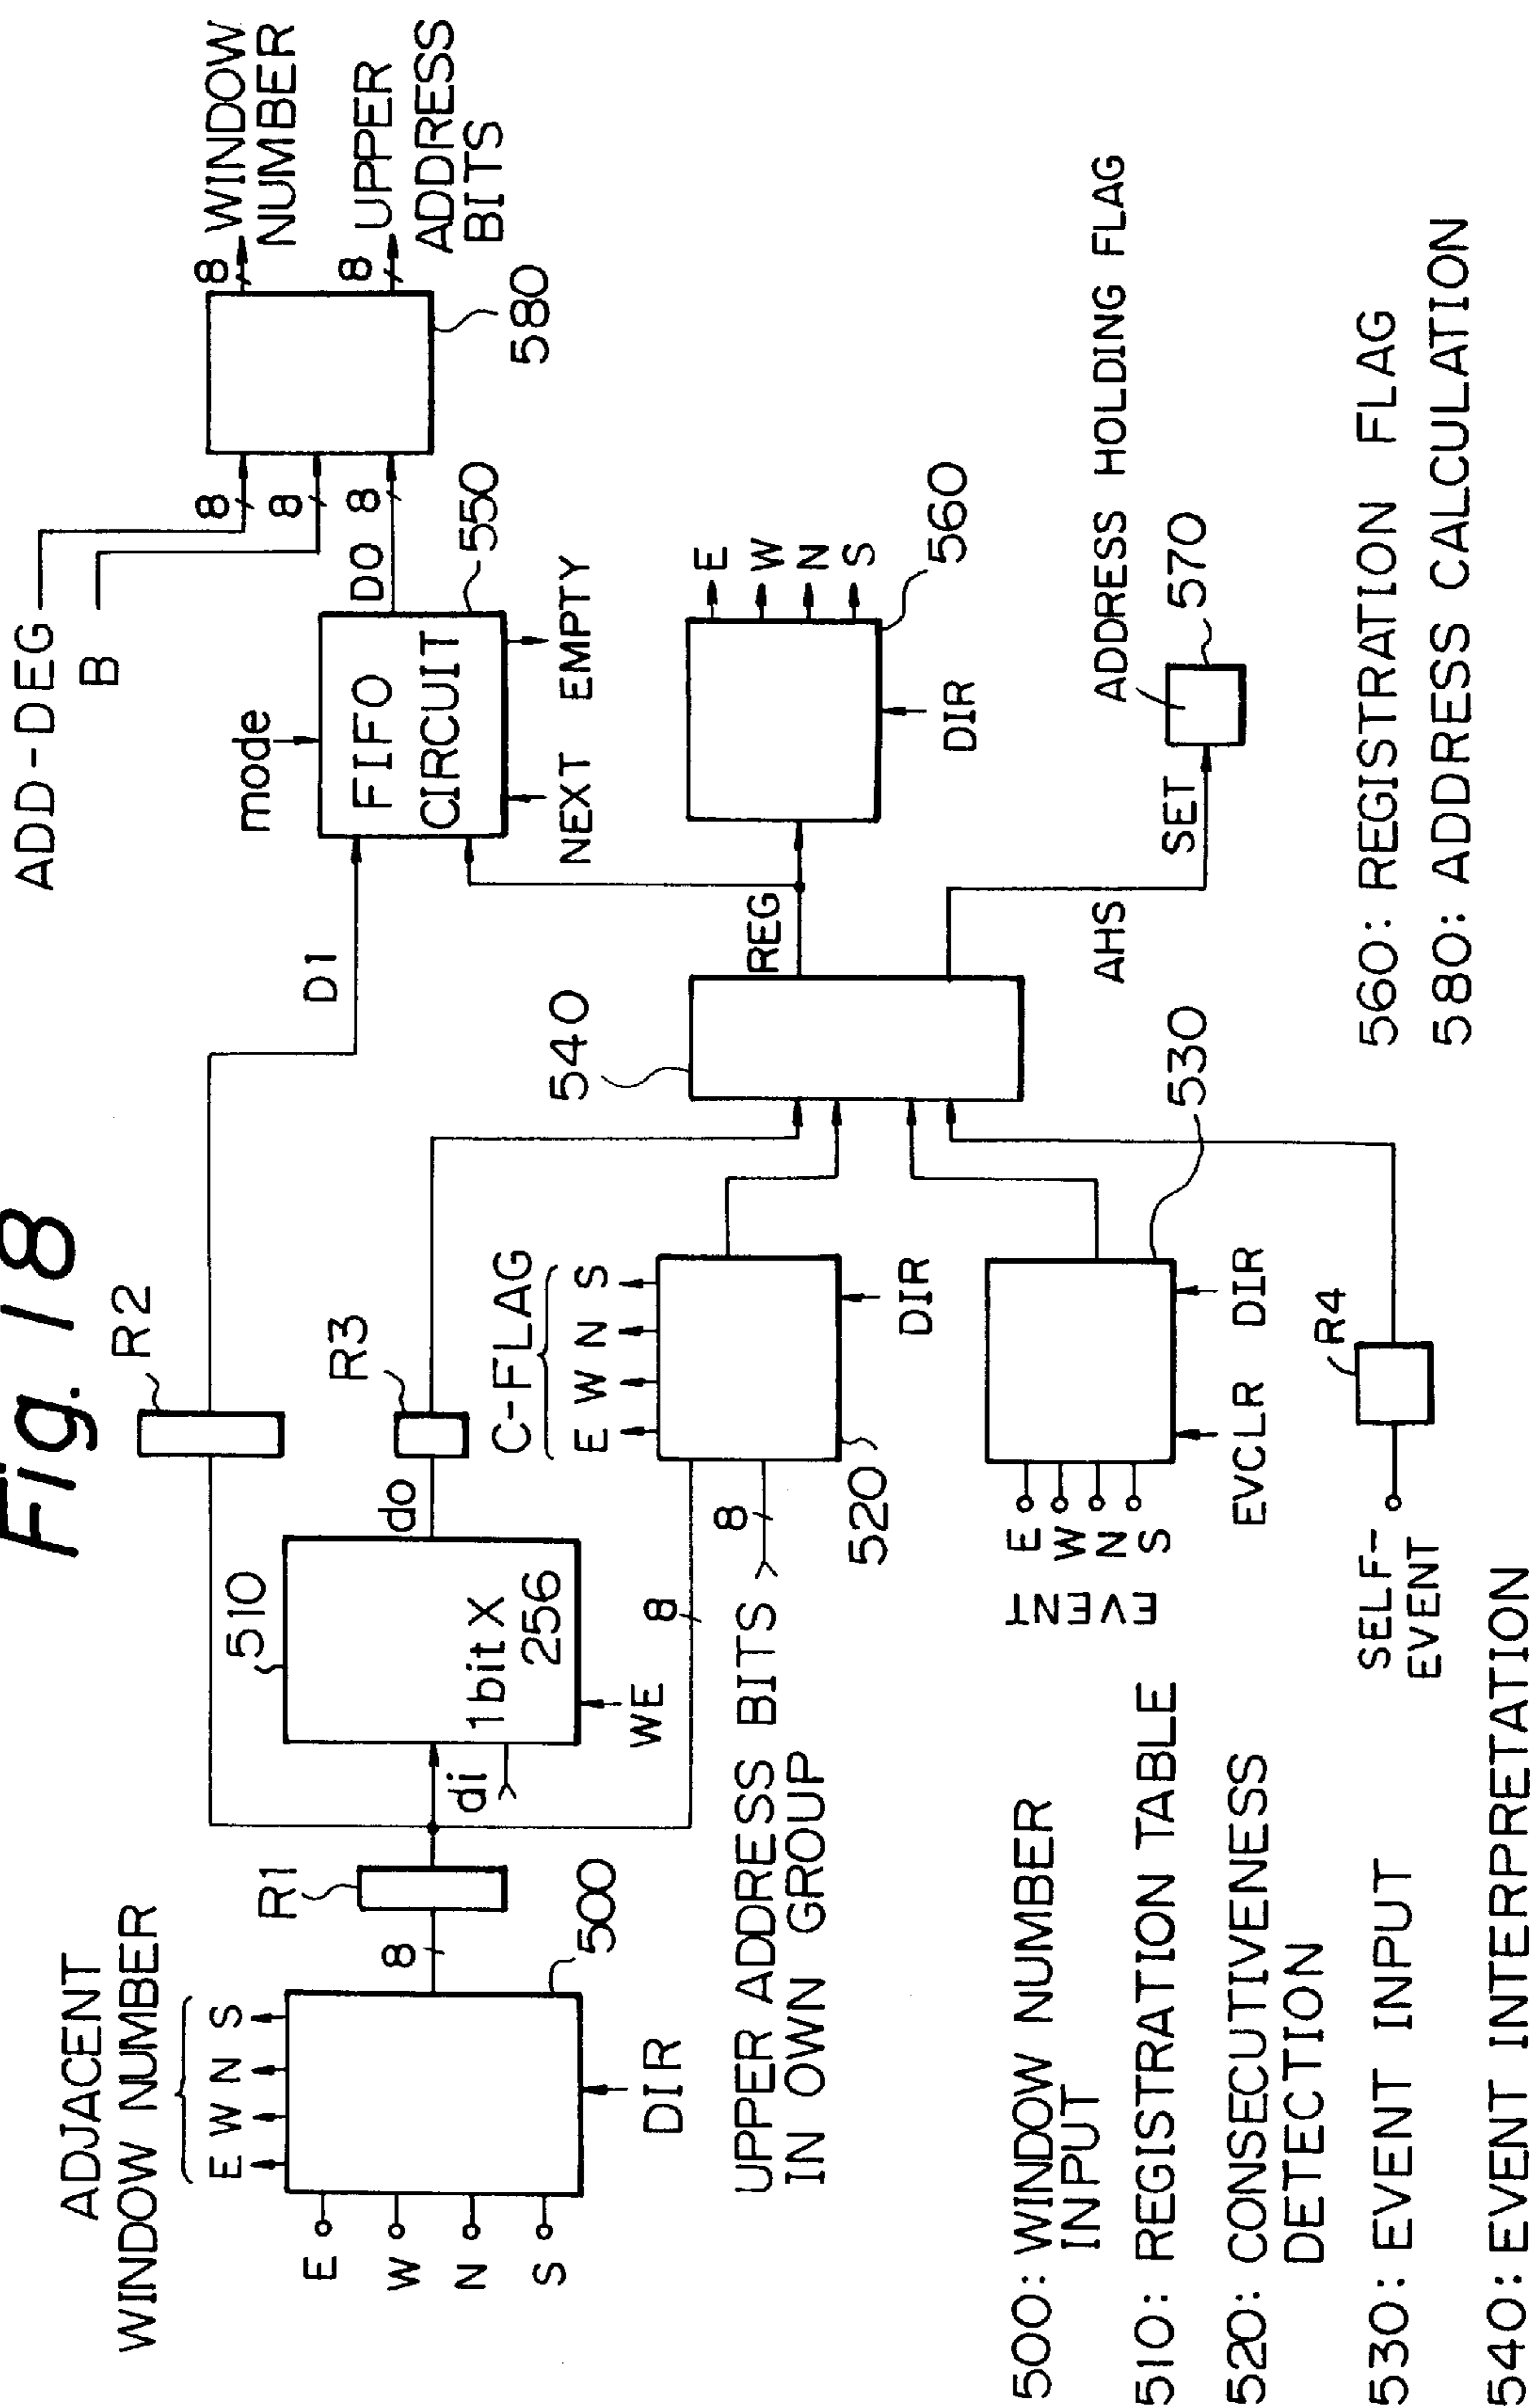 Fig. 18
ADJACENT
WINDOW NUMBER
E W N S
E
W
N
S
DIR
500
8
R1
R2
510
di
1bit X
256
WE
do
R3
C-FLAG
E W N S
8
8
520
DIR
UPPER ADDRESS BITS
IN OWN GROUP
EVENT
E
W
N
S
EVCLR
DIR
530
SELF-
EVENT
R4
540
D1
REG
AHS
SET
ADD-DEG
B
mode
FIFO
CIRCUIT
DO
8
8
8
550
NEXT
EMPTY
580
8
WINDOW
NUMBER
8
UPPER
ADDRESS
BITS
E
W
N
S
560
DIR
ADDRESS HOLDING FLAG
570
500: WINDOW NUMBER
INPUT
510: REGISTRATION TABLE
520: CONSECUTIVENESS
DETECTION
530: EVENT INPUT
540: EVENT INTERPRETATION
560: REGISTRATION FLAG
580: ADDRESS CALCULATION